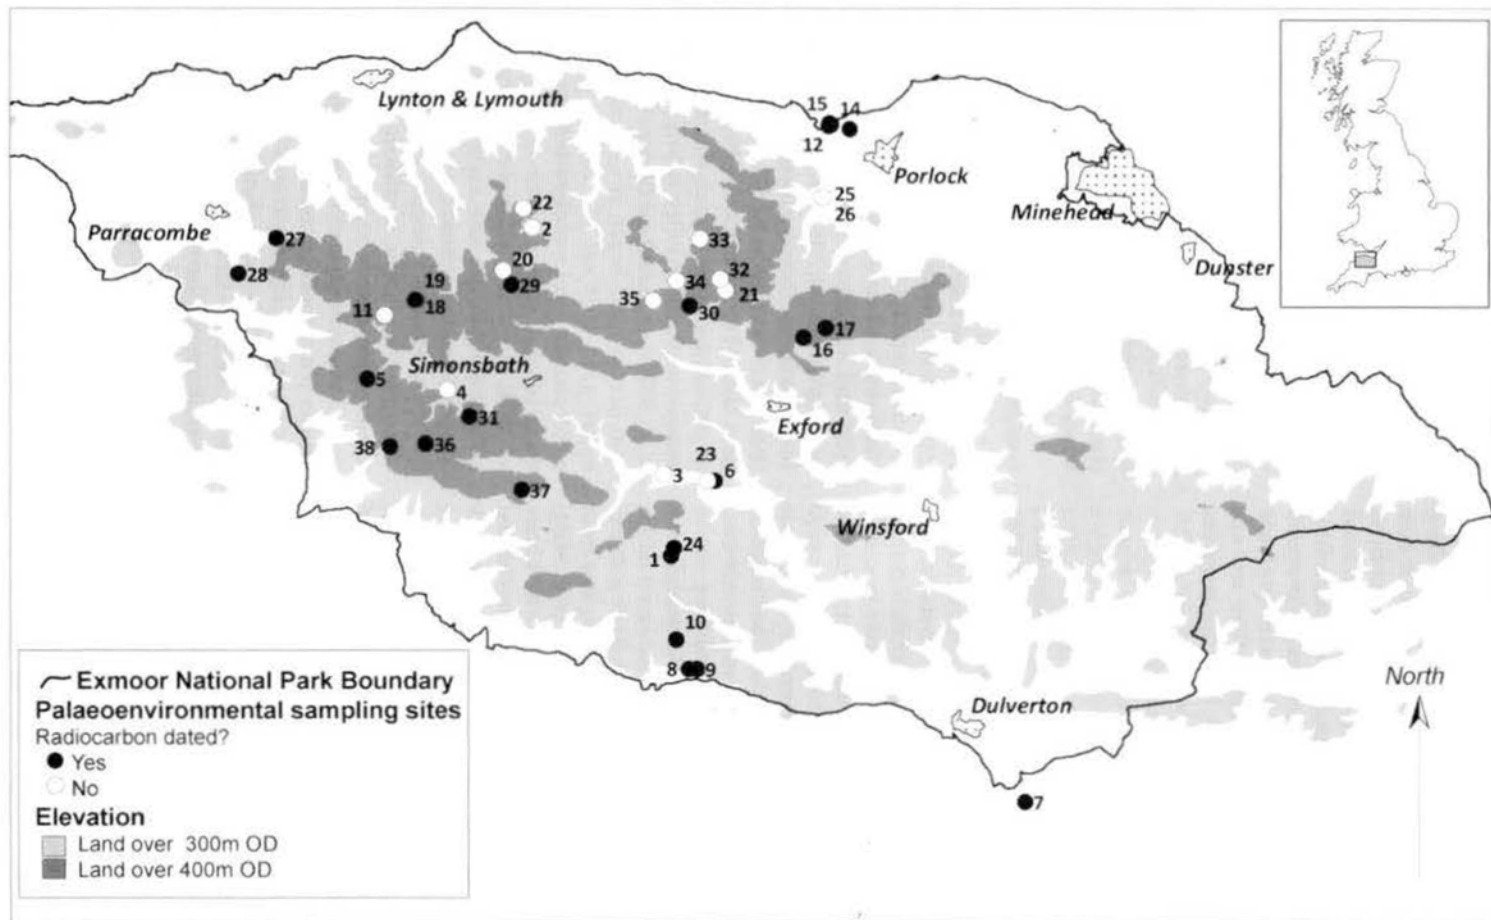 Lynton & Lymouth
15 14
12
Porlock
25
26
Minehead
22
2
Parracombe
27
33
Dunster
28
20
29
19
18
34
32
21
35
30
11
17
16
Simonsbath
5
4
31
Exford
38
36
23
3
6
37
Winsford
24
1
10
8 9
Dulverton
7
North
Exmoor National Park Boundary
Palaeoenvironmental sampling sites
Radiocarbon dated?
Yes
No
Elevation
Land over 300m OD
Land over 400m OD